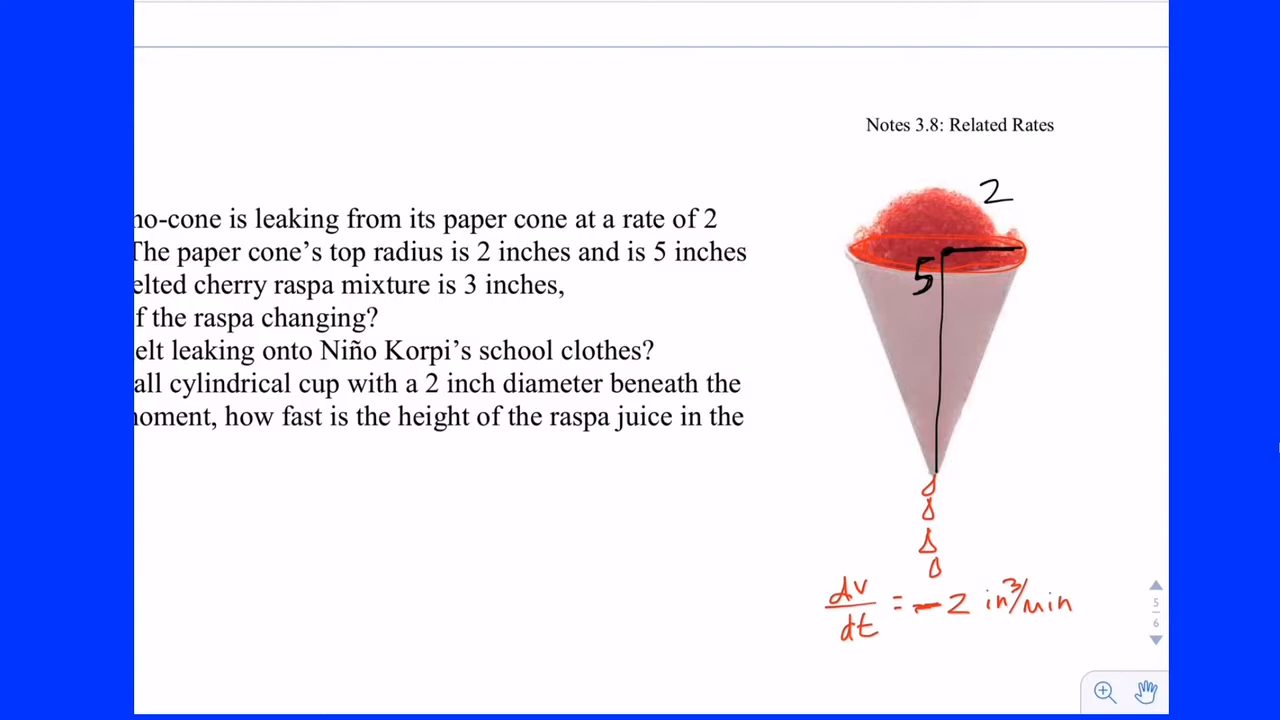 Notes 3.8: Related Rates
no-cone is leaking from its paper cone at a rate of 2
The paper cone’s top radius is 2 inches and is 5 inches
elted cherry raspa mixture is 3 inches,
f the raspa changing?
elt leaking onto Niño Korpi’s school clothes?
all cylindrical cup with a 2 inch diameter beneath the
moment, how fast is the height of the raspa juice in the
2
5
dV/dt = -2 in³/min
5
6